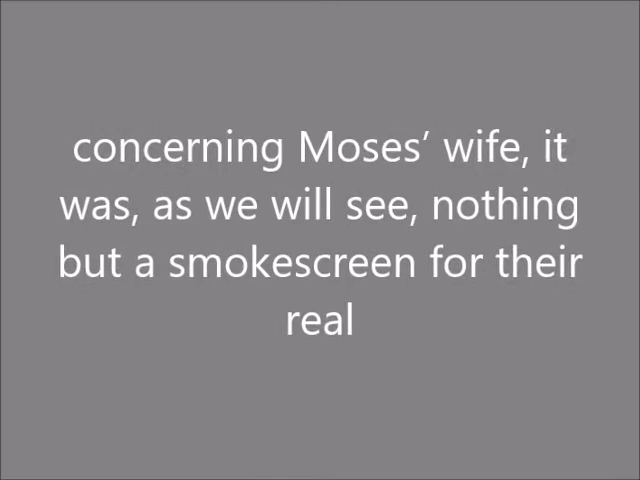 concerning Moses’ wife, it
was, as we will see, nothing
but a smokescreen for their
real